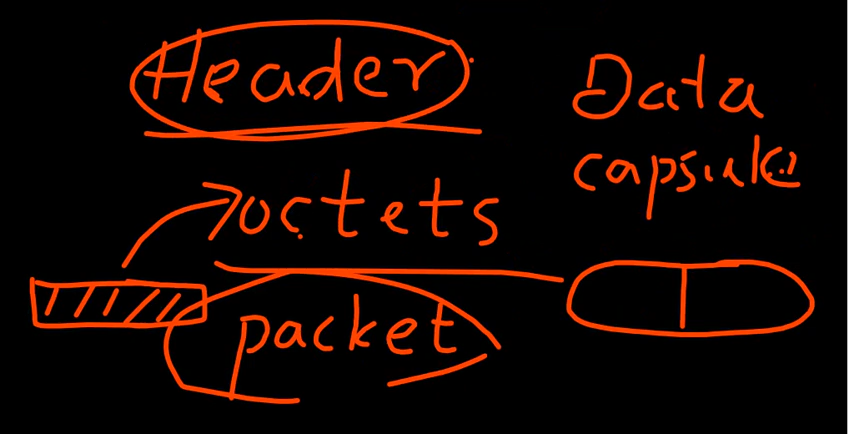 Header
Data
capsule
octets
packet